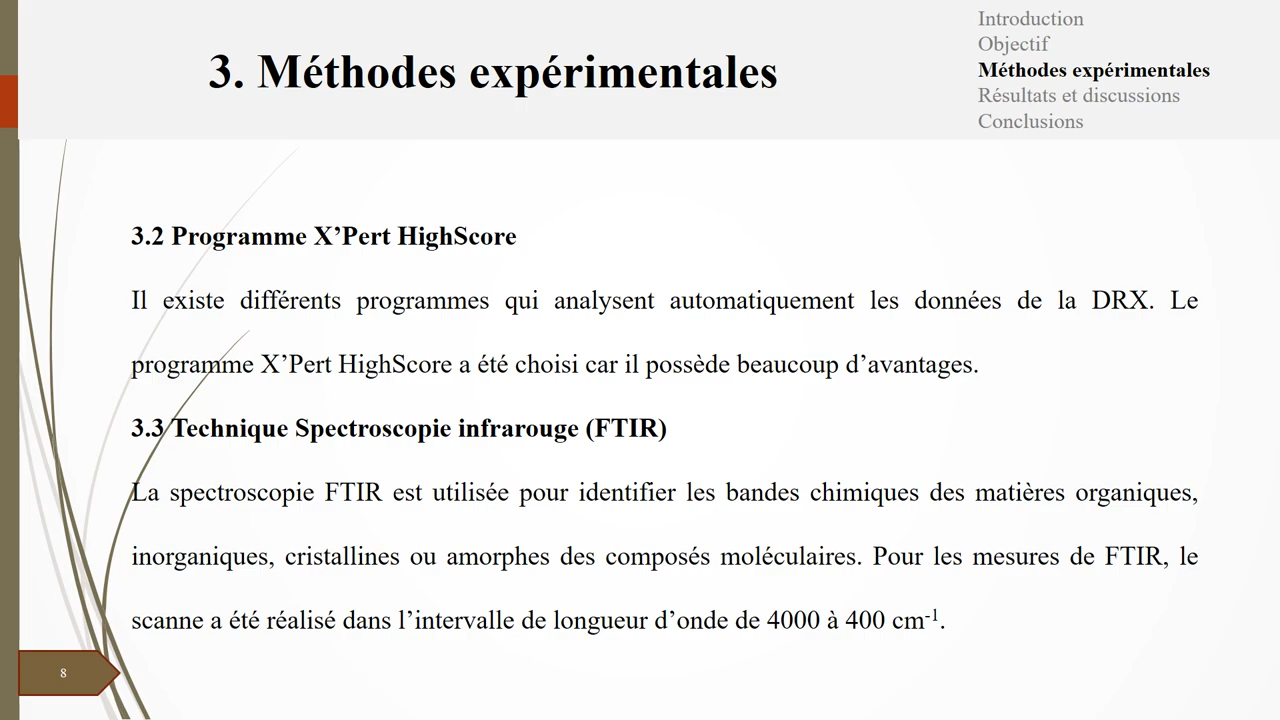 3. Méthodes expérimentales
Introduction
Objectif
Méthodes expérimentales
Résultats et discussions
Conclusions
3.2 Programme X’Pert HighScore
Il existe différents programmes qui analysent automatiquement les données de la DRX. Le
programme X’Pert HighScore a été choisi car il possède beaucoup d’avantages.
3.3 Technique Spectroscopie infrarouge (FTIR)
La spectroscopie FTIR est utilisée pour identifier les bandes chimiques des matières organiques,
inorganiques, cristallines ou amorphes des composés moléculaires. Pour les mesures de FTIR, le
scanne a été réalisé dans l’intervalle de longueur d’onde de 4000 à 400 cm⁻¹.
8